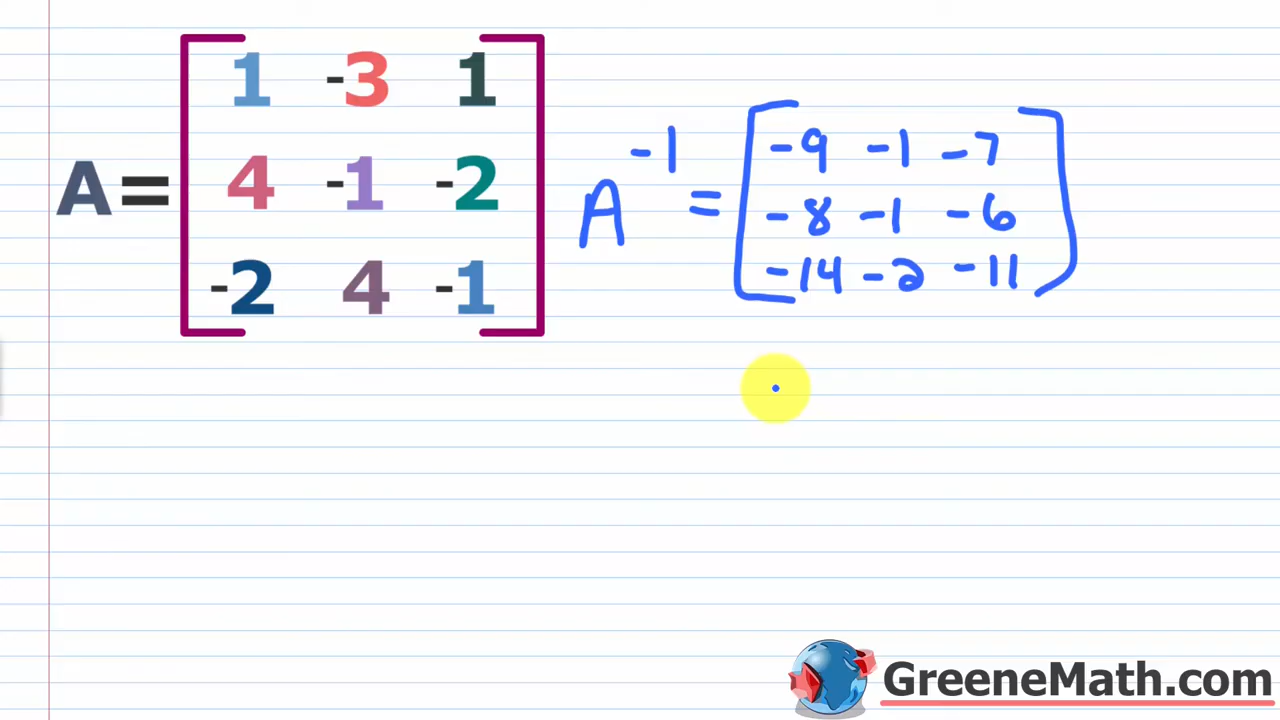 1 -3 1
A= 4 -1 -2
-2 4 -1
A⁻¹ =
-9 -1 -7
-8 -1 -6
-14 -2 -11
GreeneMath.com